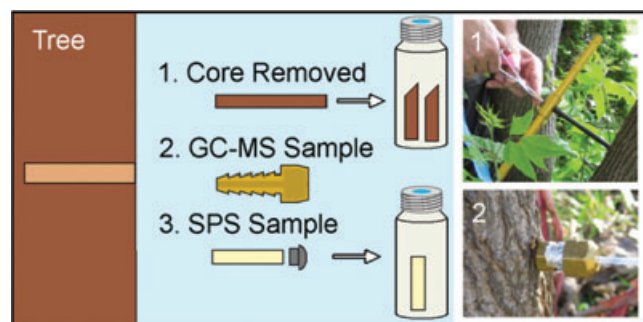 Tree
1. Core Removed
2. GC-MS Sample
3. SPS Sample
1
2